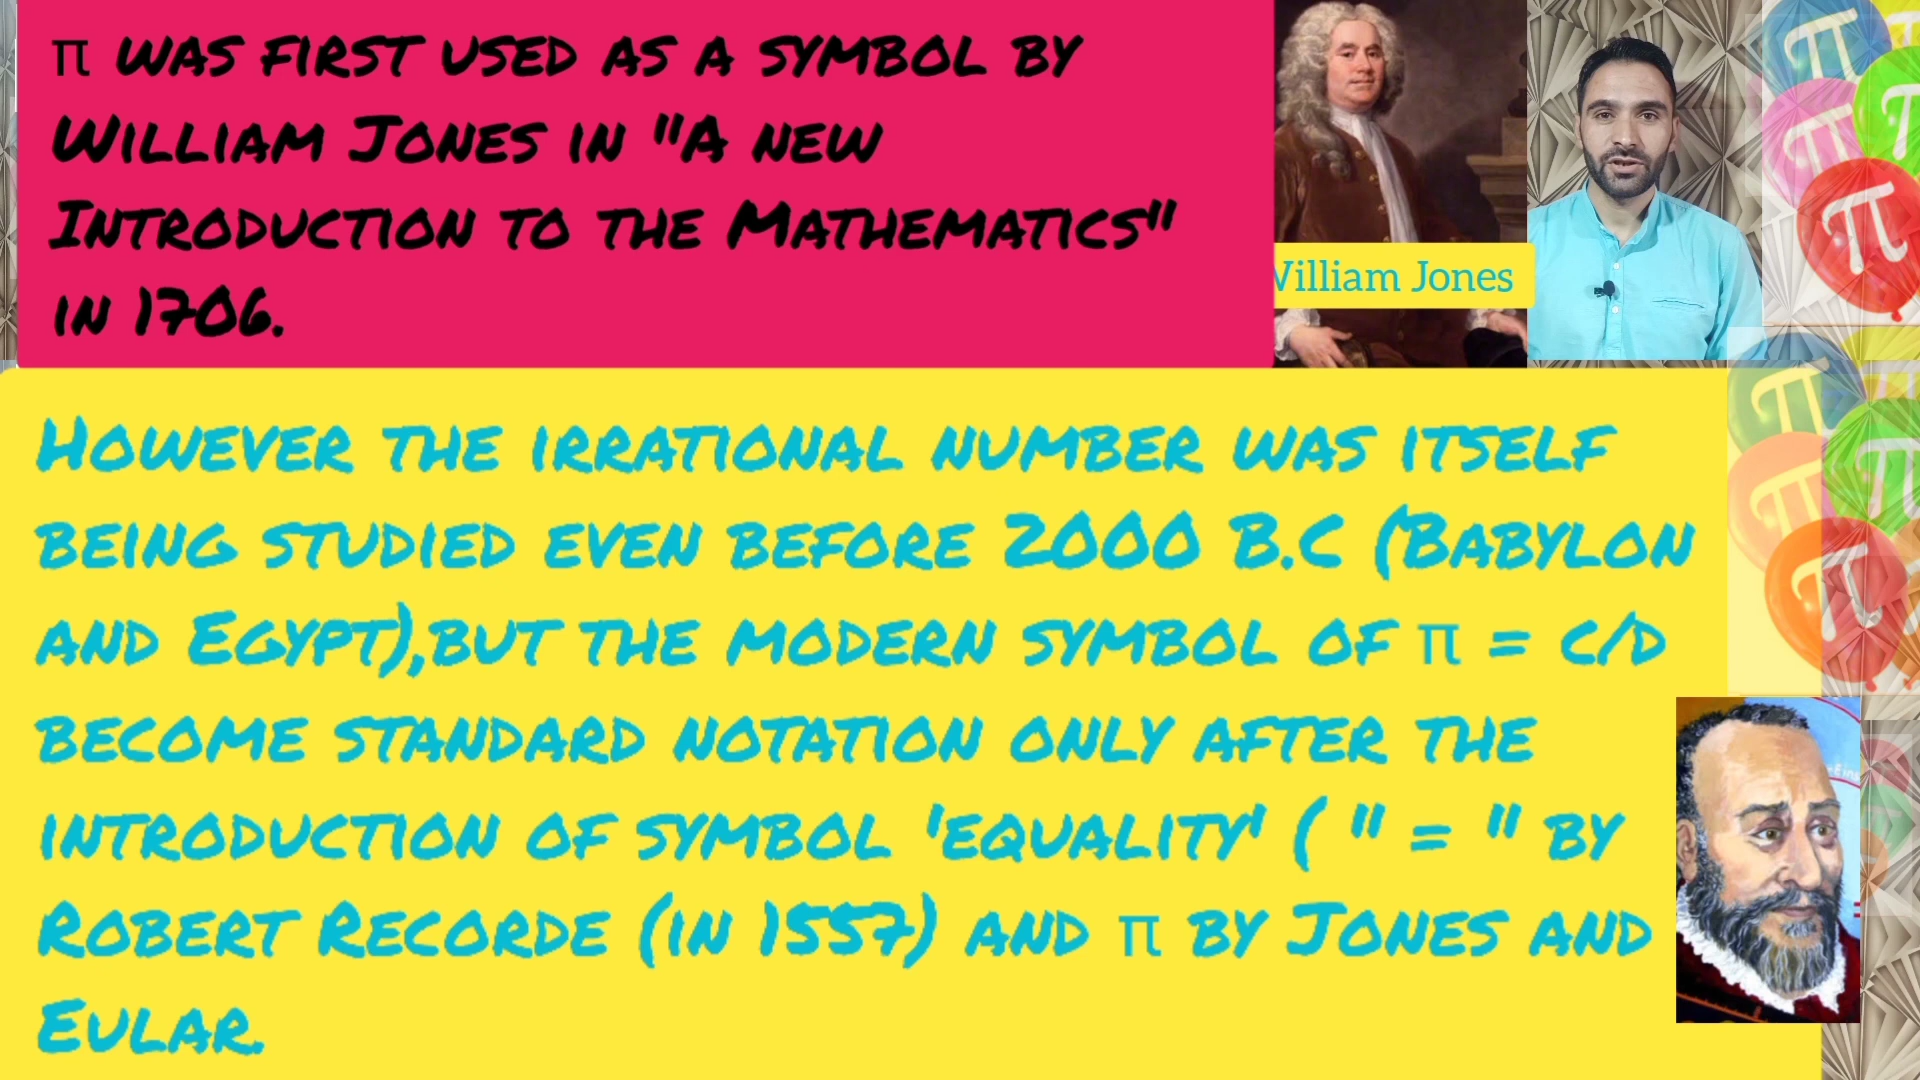 π was first used as a symbol by
William Jones in "A new
Introduction to the Mathematics"
in 1706.
William Jones
However the irrational number was itself
being studied even before 2000 B.C (Babylon
and Egypt),but the modern symbol of π = c/d
become standard notation only after the
introduction of symbol 'equality' ( " = " by
Robert Recorde (in 1557) and π by Jones and
Eular.
π
π
π
π
π
π
π
π